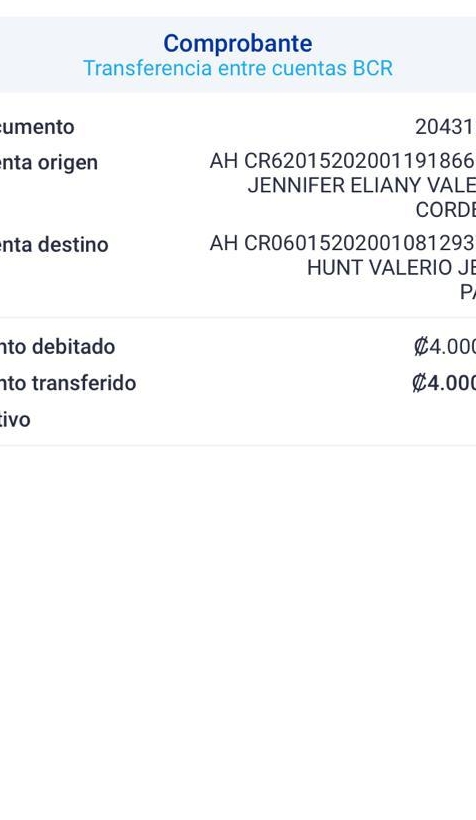 Comprobante
Transferencia entre cuentas BCR
cumento 20431
enta origen AH CR62015202001191866
JENNIFER ELIANY VALE
CORDE
enta destino AH CR06015202001081293
HUNT VALERIO JE
PA
nto debitado ₡4.000
nto transferido ₡4.000
tivo